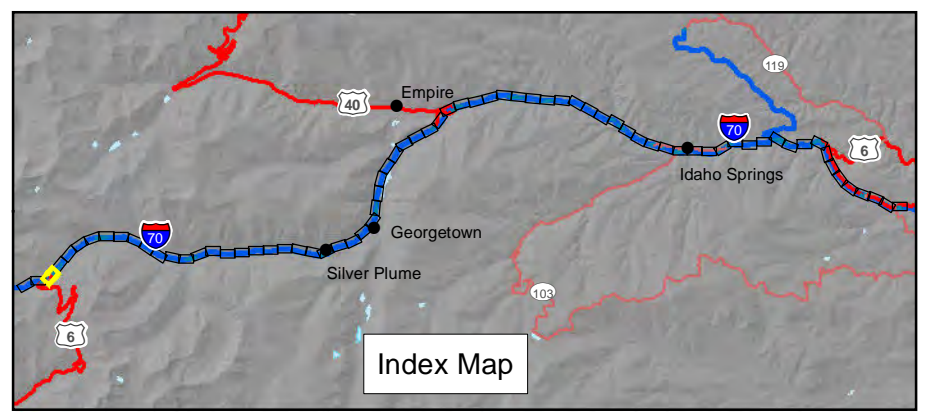 119
Empire
40
70
6
Idaho Springs
Georgetown
70
Silver Plume
103
6
Index Map